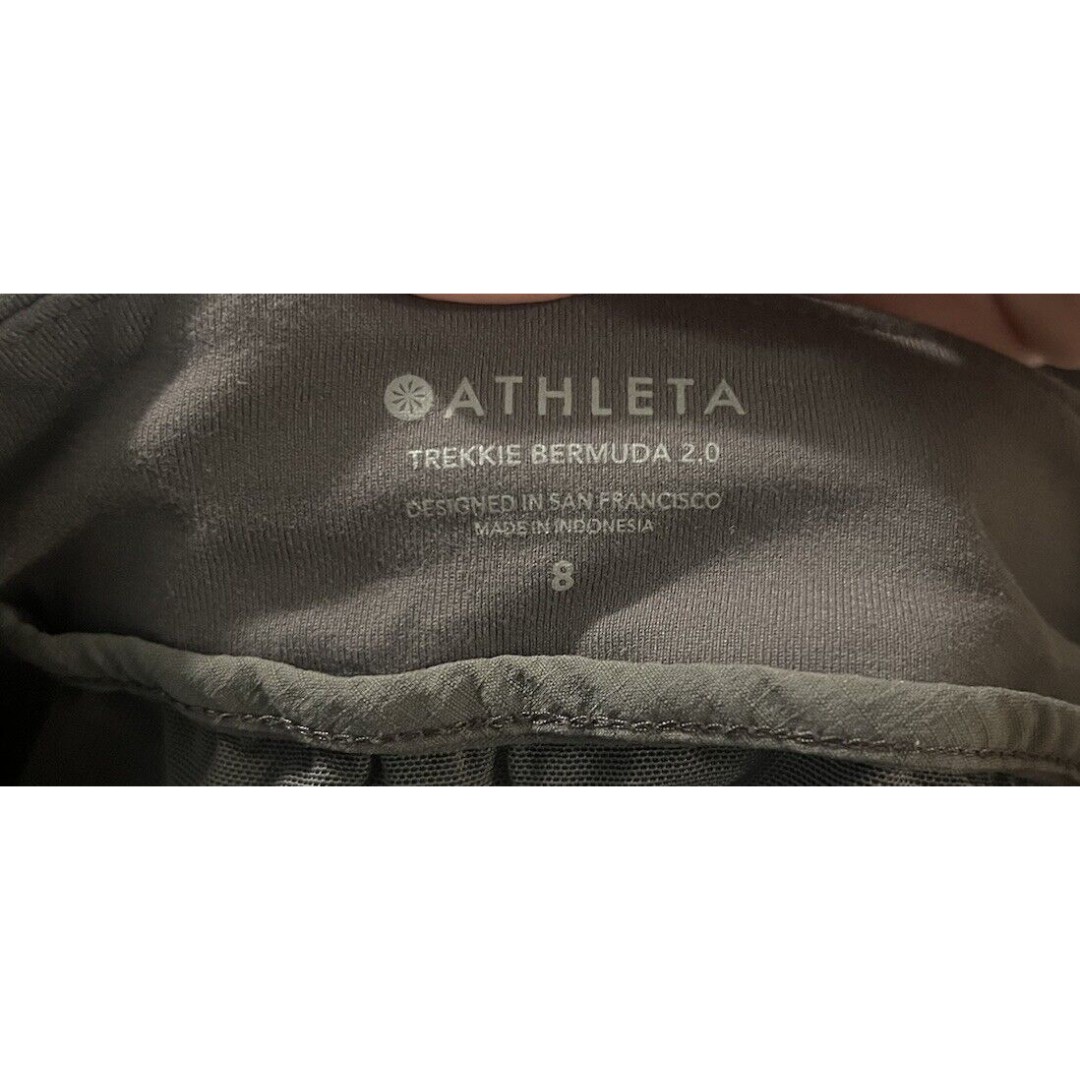 ATHLETA
TREKKIE BERMUDA 2.0
DESIGNED IN SAN FRANCISCO
MADE IN INDONESIA
8